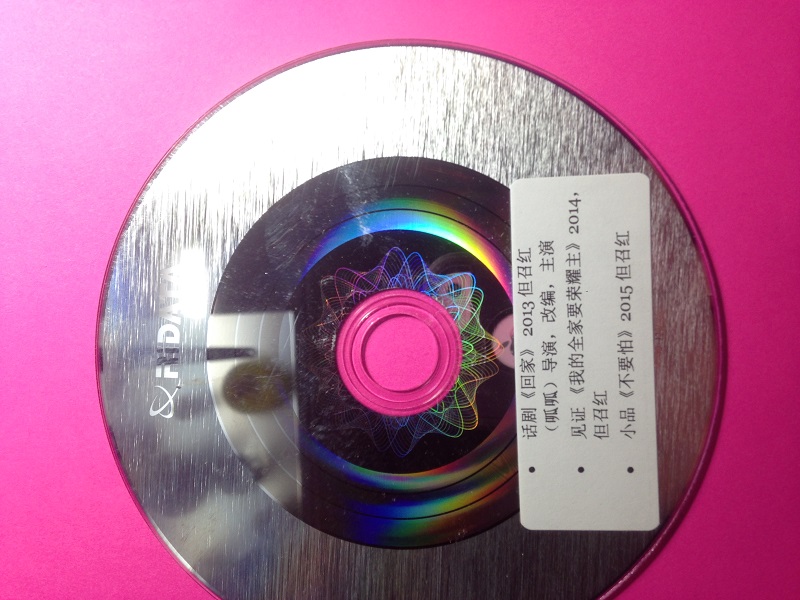 • 话剧《回家》2013 但召红
（呱呱）导演，改编，主演
• 见证《我的全家要荣耀主》2014，
但召红
• 小品《不要怕》2015 但召红